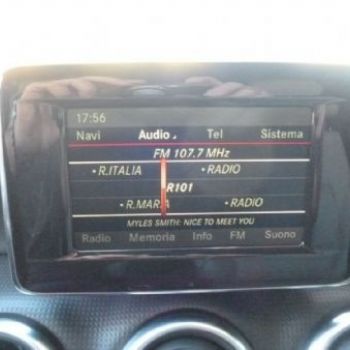 17:56
Navi Audio Tel Sistema
FM 107.7 MHz
R.ITALIA RADIO
R101
R.MARIA RADIO
MYLES SMITH: NICE TO MEET YOU
Radio Memoria Info FM Suono